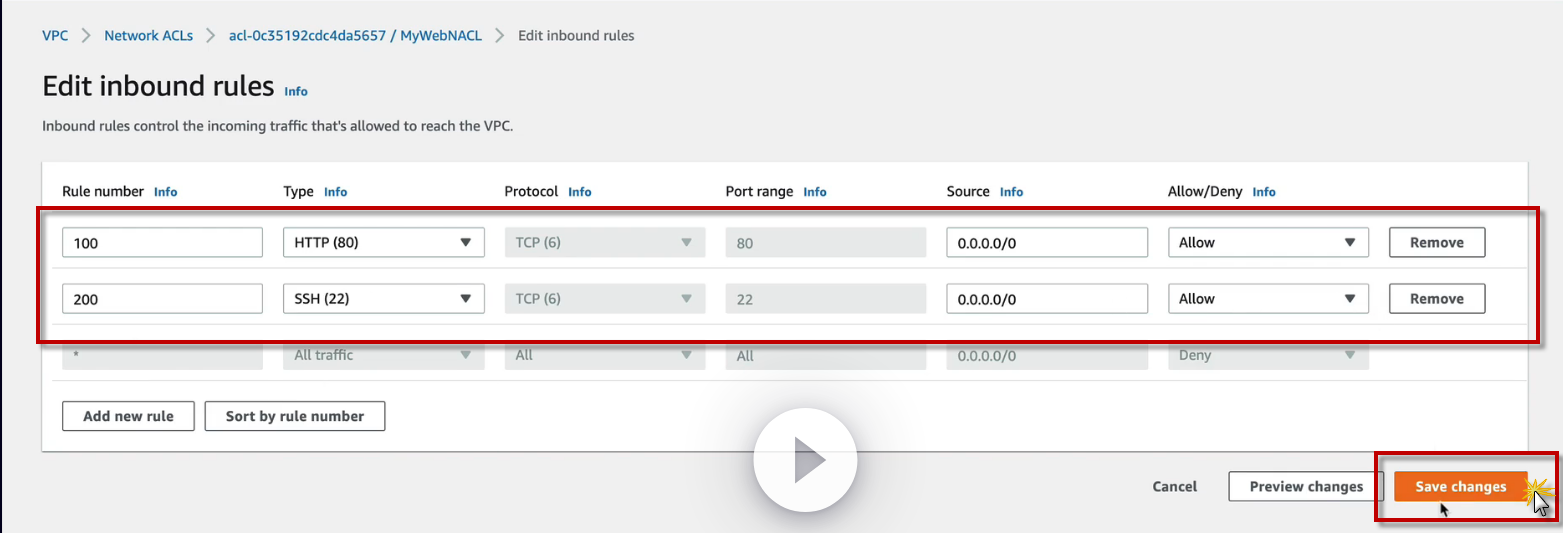 VPC > Network ACLs > acl-0c35192cdc4da5657 / MyWebNACL > Edit inbound rules
Edit inbound rules Info
Inbound rules control the incoming traffic that's allowed to reach the VPC.
Rule number Info Type Info Protocol Info Port range Info Source Info Allow/Deny Info
100 HTTP (80) TCP (6) 80 0.0.0.0/0 Allow Remove
200 SSH (22) TCP (6) 22 0.0.0.0/0 Allow Remove
* All traffic All All 0.0.0.0/0 Deny
Add new rule Sort by rule number
Cancel Preview changes Save changes